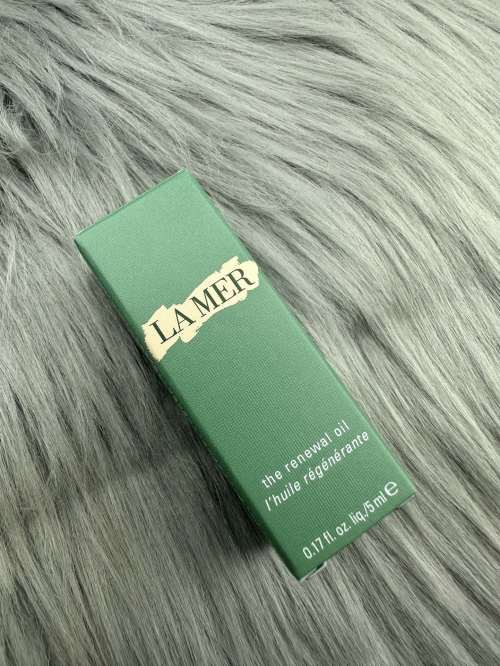 LA MER
the renewal oil
l'huile régénérante
0.17 fl. oz. liq./5 ml ℮